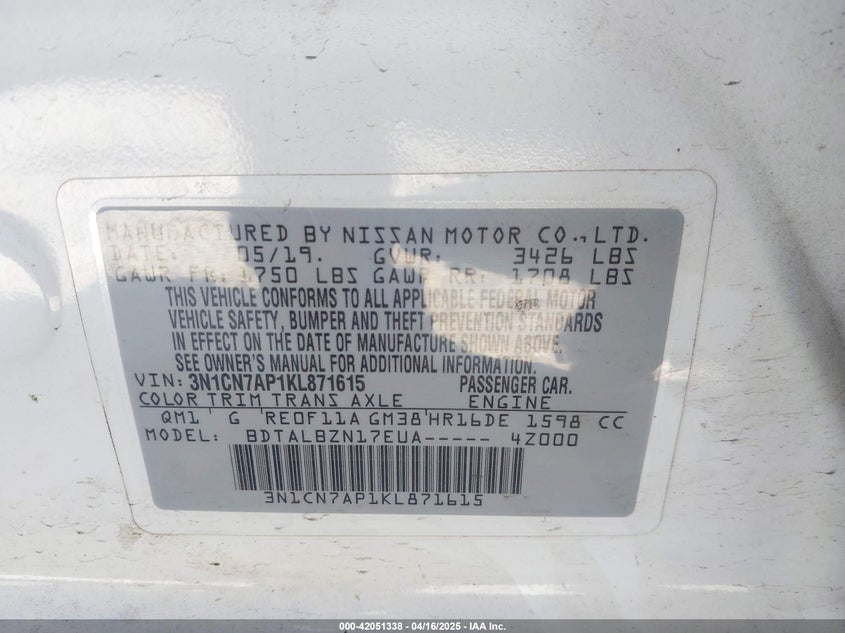 MANUFACTURED BY NISSAN MOTOR CO., LTD.
DATE: 05/19. GVWR: 3426 LBS
GAWR FR: 1750 LBS GAWR RR: 1708 LBS
THIS VEHICLE CONFORMS TO ALL APPLICABLE FEDERAL MOTOR
VEHICLE SAFETY, BUMPER AND THEFT PREVENTION STANDARDS
IN EFFECT ON THE DATE OF MANUFACTURE SHOWN ABOVE.
SEE OWNER'S MANUAL FOR ADDITIONAL INFORMATION.
VIN: 3N1CN7AP1KL871615 PASSENGER CAR.
COLOR TRIM TRANS AXLE ENGINE
QM1 G RE0F11A GM38 HR16DE 1598 CC
MODEL: BDTALBZN17EUA----- 4Z000
3N1CN7AP1KL871615
000-42051338 - 04/16/2025 - IAA Inc.